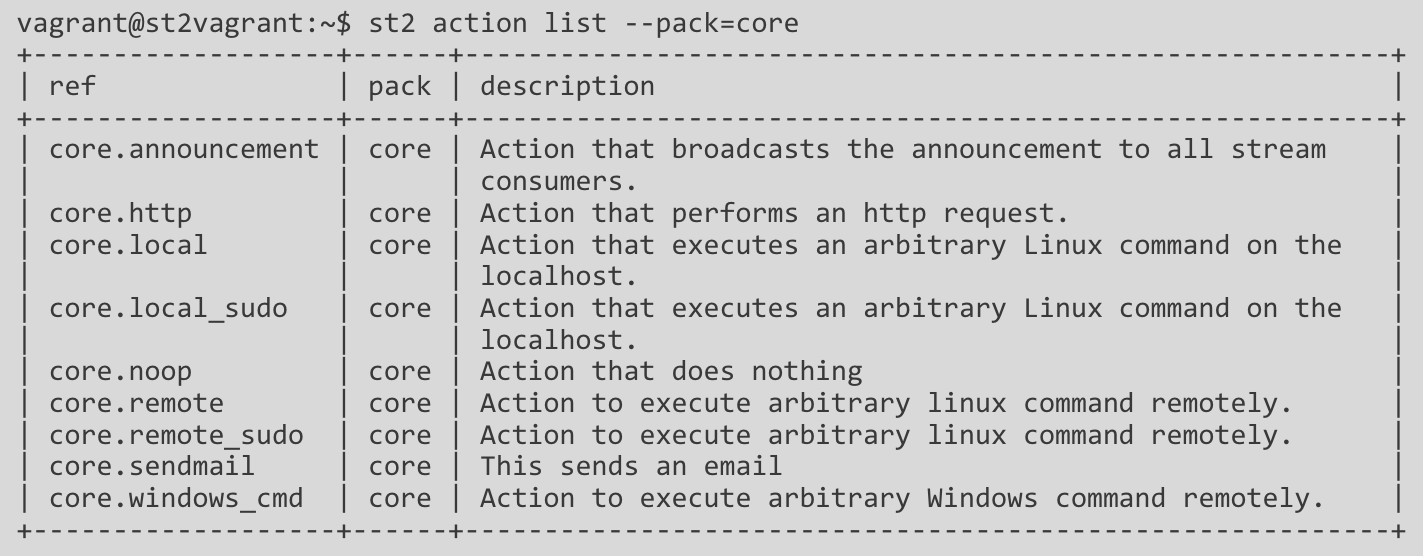 vagrant@st2vagrant:~$ st2 action list --pack=core
+-------------------+------+----------------------------------------------------------+
| ref               | pack | description                                              |
+-------------------+------+----------------------------------------------------------+
| core.announcement | core | Action that broadcasts the announcement to all stream    |
|                   |      | consumers.                                               |
| core.http         | core | Action that performs an http request.                    |
| core.local        | core | Action that executes an arbitrary Linux command on the   |
|                   |      | localhost.                                               |
| core.local_sudo   | core | Action that executes an arbitrary Linux command on the   |
|                   |      | localhost.                                               |
| core.noop         | core | Action that does nothing                                 |
| core.remote       | core | Action to execute arbitrary linux command remotely.      |
| core.remote_sudo  | core | Action to execute arbitrary linux command remotely.      |
| core.sendmail     | core | This sends an email                                      |
| core.windows_cmd  | core | Action to execute arbitrary Windows command remotely.    |
+-------------------+------+----------------------------------------------------------+